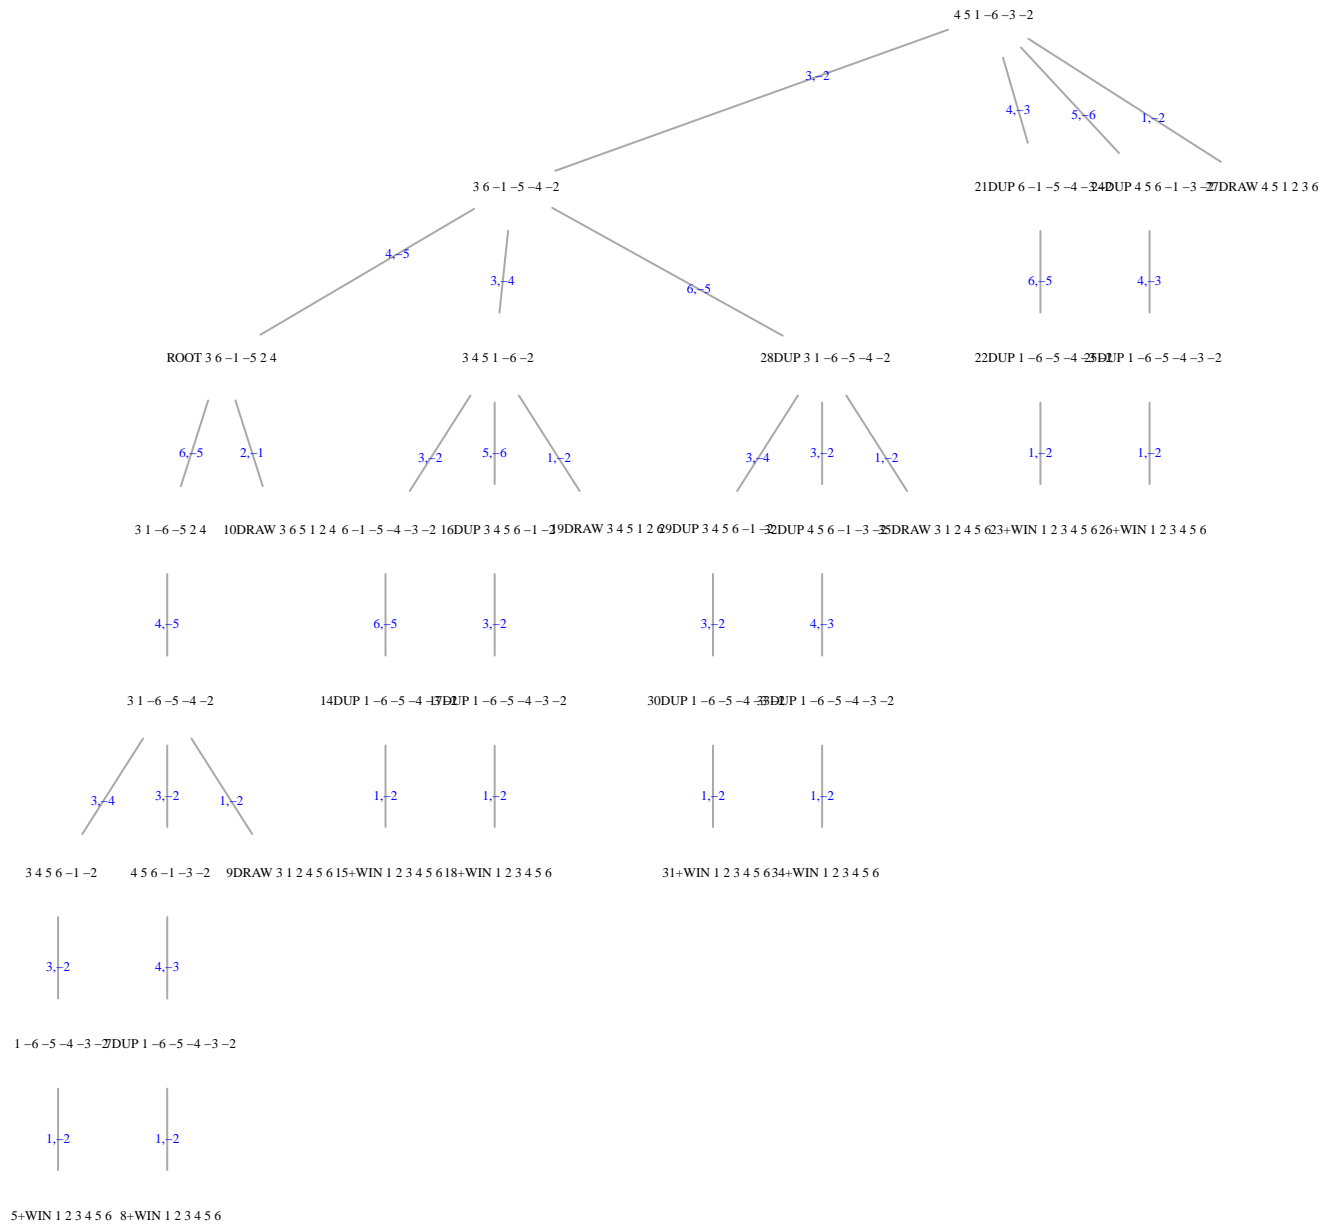 4 5 1 −6 −3 −2
3,−2
4,−3
5,−6
1,−2
3 6 −1 −5 −4 −2
21DUP 6 −1 −5 −4 −3 −2
24DUP 4 5 6 −1 −3 −2
27DRAW 4 5 1 2 3 6
4,−5
3,−4
6,−5
6,−5
4,−3
ROOT 3 6 −1 −5 2 4
3 4 5 1 −6 −2
28DUP 3 1 −6 −5 −4 −2
22DUP 1 −6 −5 −4 −3 −2
25DUP 1 −6 −5 −4 −3 −2
6,−5
2,−1
3,−2
5,−6
1,−2
3,−4
3,−2
1,−2
1,−2
1,−2
3 1 −6 −5 2 4
10DRAW 3 6 5 1 2 4
6 −1 −5 −4 −3 −2
16DUP 3 4 5 6 −1 −2
19DRAW 3 4 5 1 2 6
29DUP 3 4 5 6 −1 −2
32DUP 4 5 6 −1 −3 −2
35DRAW 3 1 2 4 5 6
23+WIN 1 2 3 4 5 6
26+WIN 1 2 3 4 5 6
4,−5
6,−5
3,−2
3,−2
4,−3
3 1 −6 −5 −4 −2
14DUP 1 −6 −5 −4 −3 −2
17DUP 1 −6 −5 −4 −3 −2
30DUP 1 −6 −5 −4 −3 −2
33DUP 1 −6 −5 −4 −3 −2
3,−4
3,−2
1,−2
1,−2
1,−2
1,−2
1,−2
3 4 5 6 −1 −2
4 5 6 −1 −3 −2
9DRAW 3 1 2 4 5 6
15+WIN 1 2 3 4 5 6
18+WIN 1 2 3 4 5 6
31+WIN 1 2 3 4 5 6
34+WIN 1 2 3 4 5 6
3,−2
4,−3
1 −6 −5 −4 −3 −2
7DUP 1 −6 −5 −4 −3 −2
1,−2
1,−2
5+WIN 1 2 3 4 5 6
8+WIN 1 2 3 4 5 6